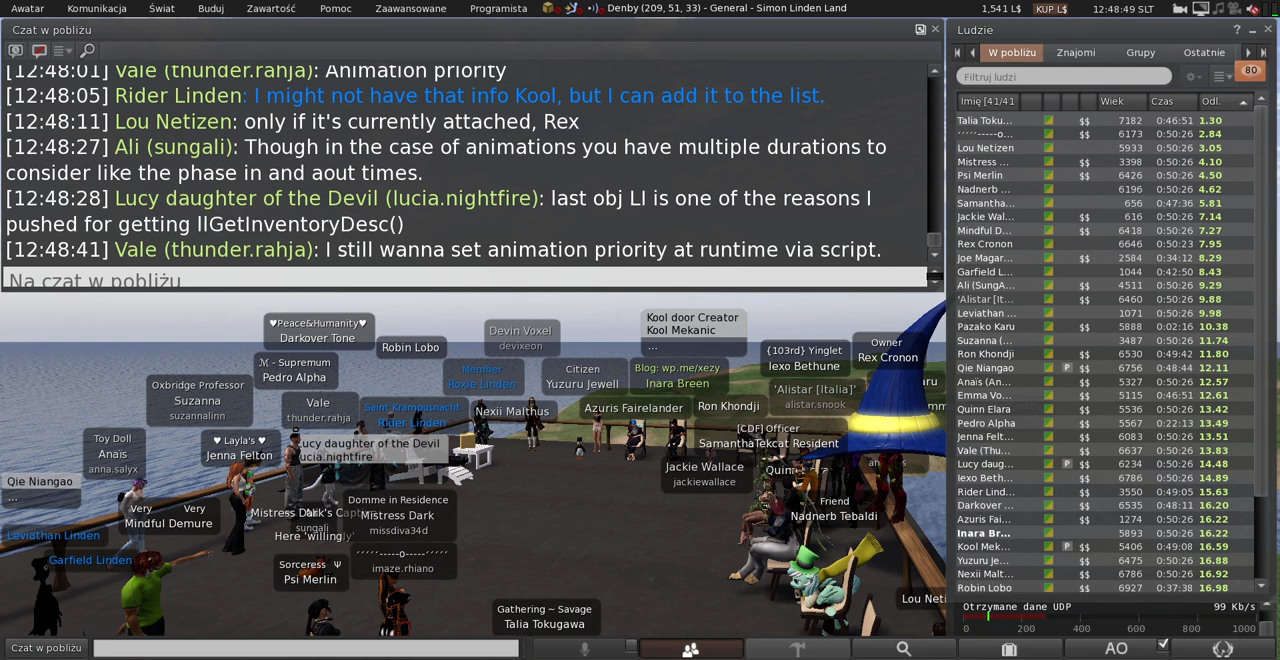 Awatar Komunikacja Świat Buduj Zawartość Pomoc Zaawansowane Programista Denby (209, 51, 33) - General - Simon Linden Land 1,541 L$ KUP L$ 12:48:49 SLT
Czat w pobliżu
[12:48:01] Vale (thunder.rahja): Animation priority
[12:48:05] Rider Linden: I might not have that info Kool, but I can add it to the list.
[12:48:11] Lou Netizen: only if it's currently attached, Rex
[12:48:27] Ali (sungali): Though in the case of animations you have multiple durations to
consider like the phase in and aout times.
[12:48:28] Lucy daughter of the Devil (lucia.nightfire): last obj LI is one of the reasons I
pushed for getting llGetInventoryDesc()
[12:48:41] Vale (thunder.rahja): I still wanna set animation priority at runtime via script.
Na czat w pobliżu
♥Peace&Humanity♥
Darkover Tone
Robin Lobo
Devin Voxel
devixeon
Kool door Creator
Kool Mekanic
...
{103rd} Yinglet
Iexo Bethune
Owner
Rex Cronon
ℳ - Supremum
Pedro Alpha
Member
Roxie Linden
Citizen
Yuzuru Jewell
Blog: wp.me/xezy
Inara Breen
'Alistar [Italia]'
alistar.snook
aru
Oxbridge Professor
Suzanna
suzannalinn
Vale
thunder.rahja
Saint Krampusnacht
Rider Linden
Nexii Malthus
Azuris Fairelander
Ron Khondji
[CDF] Officer
SamanthaTekcat Resident
Toy Doll
Anaïs
anna.salyx
♥ Layla's ♥
Jenna Felton
Lucy daughter of the Devil
lucia.nightfire
Jackie Wallace
jackiewallace
Quin
Qie Niangao
...
Very Very
Mindful Demure
Mistress Dark's
sungali
Here 'willingly'
Domme in Residence
Mistress Dark
missdiva34d
Friend
Nadnerb Tebaldi
Leviathan Linden
Garfield Linden
Sorceress Ψ
Psi Merlin
'''''-----o-----'''''
imaze.rhiano
Gathering ~ Savage
Talia Tokugawa
Lou Neti
Ludzie
W pobliżu Znajomi Grupy Ostatnie
80
Filtruj ludzi
Imię [41/41 Wiek Czas Odl.
Talia Toku... $$ 7182 0:46:51 1.30
'''''-----o... $$ 6173 0:50:26 2.84
Lou Netizen 5933 0:50:26 3.05
Mistress ... $$ 3398 0:50:26 4.10
Psi Merlin $$ 6426 0:50:26 4.50
Nadnerb ... 6196 0:50:26 4.62
Samantha... 656 0:47:36 5.81
Jackie Wal... $$ 616 0:50:26 7.14
Mindful D... $$ 6418 0:50:26 7.27
Rex Cronon 6646 0:50:23 7.95
Joe Magar... $$ 2584 0:34:12 8.29
Garfield L... 1044 0:42:50 8.43
Ali (SungA... $$ 4511 0:50:26 9.29
'Alistar [It... $$ 6460 0:50:26 9.88
Leviathan ... 1071 0:50:26 9.98
Pazako Karu $$ 5888 0:02:16 10.38
Suzanna (... 3487 0:50:26 11.74
Ron Khondji $$ 6530 0:49:42 11.80
Qie Niangao P $$ 6756 0:48:44 12.11
Anaïs (An... $$ 5327 0:50:26 12.57
Emma Vo... $$ 5115 0:46:51 12.61
Quinn Elara $$ 5536 0:50:26 13.42
Pedro Alpha $$ 5567 0:22:13 13.49
Jenna Felt... $$ 6083 0:50:26 13.51
Vale (Thu... $$ 6637 0:50:26 13.83
Lucy daug... P $$ 6234 0:50:26 14.48
Iexo Beth... $$ 6786 0:50:26 14.89
Rider Lind... $$ 3550 0:49:05 15.63
Darkover ... $$ 6535 0:48:11 16.20
Azuris Fai... $$ 1274 0:50:26 16.22
Inara Br... 5893 0:50:26 16.22
Kool Mek... P $$ 5406 0:49:08 16.59
Yuzuru Je... $$ 6475 0:50:26 16.88
Nexii Malt... $$ 6786 0:50:26 16.92
Robin Lobo $$ 6927 0:37:38 16.98
Otrzymane dane UDP 99 Kb/s
0 200 400 600 800 1000
Czat w pobliżu
AO